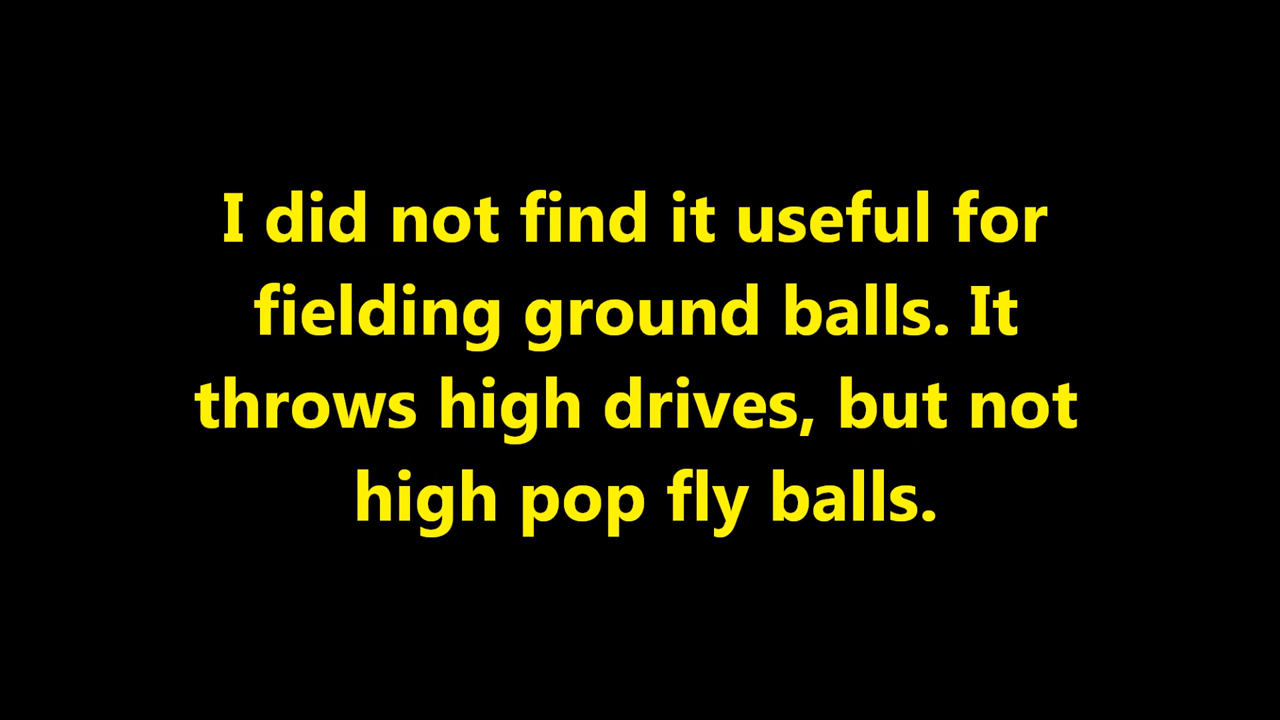 I did not find it useful for
fielding ground balls. It
throws high drives, but not
high pop fly balls.